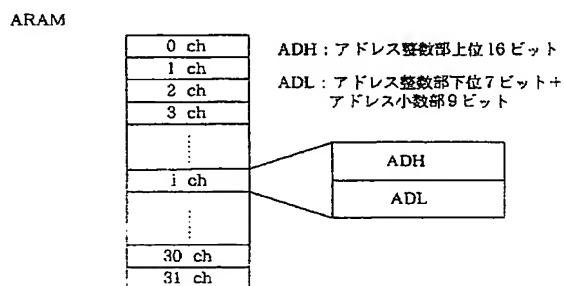 ARAM
0 ch
1 ch
2 ch
3 ch
i ch
30 ch
31 ch
ADH：アドレス整数部上位16ビット
ADL：アドレス整数部下位7ビット＋
アドレス小数部9ビット
ADH
ADL